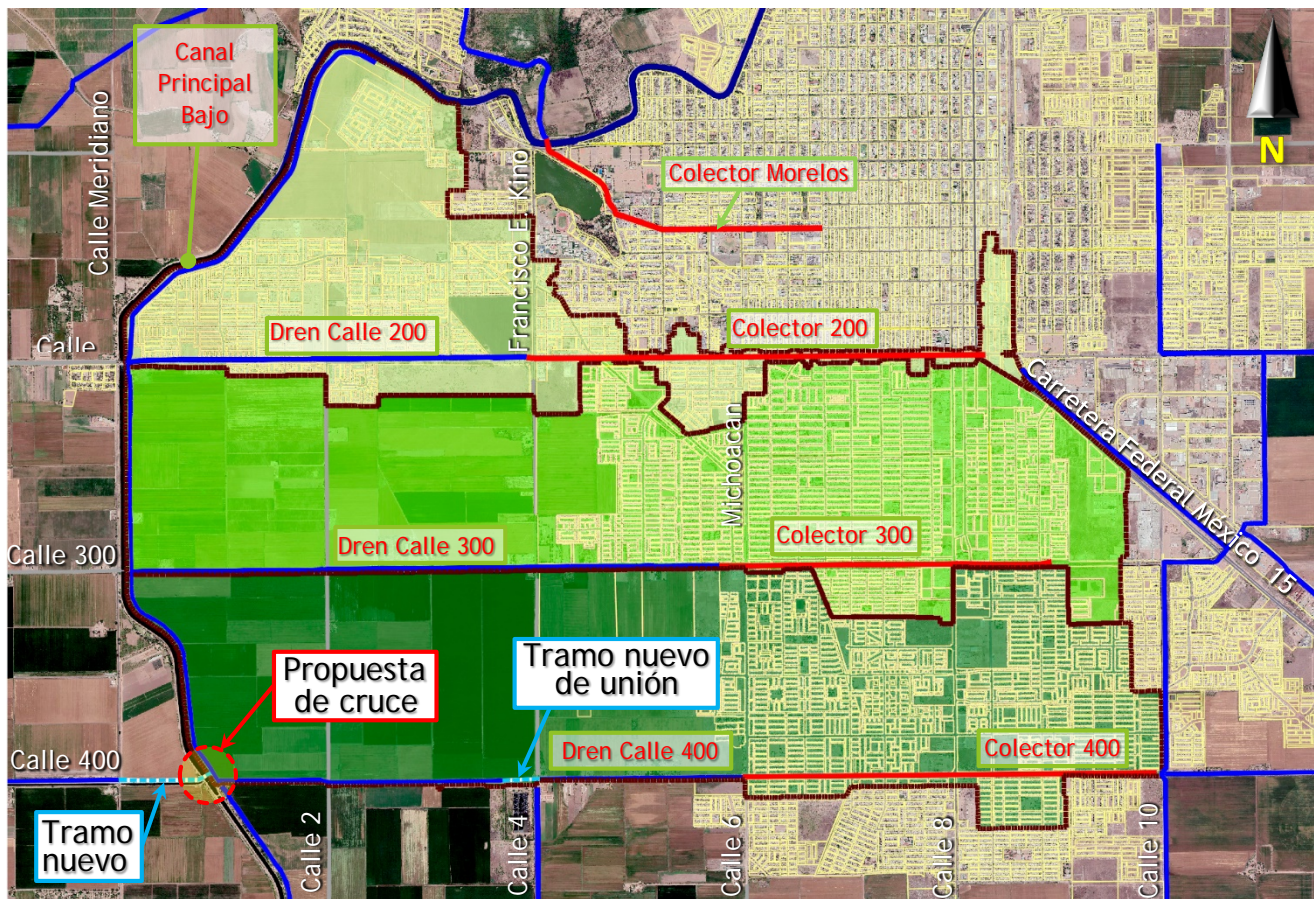 Canal
Principal
Bajo
Calle Meridiano
N
Colector Morelos
Francisco E. Kino
Dren Calle 200
Colector 200
Calle
Carretera Federal México 15
Michoacán
Calle 300
Dren Calle 300
Colector 300
Propuesta
de cruce
Tramo nuevo
de unión
Calle 400
Dren Calle 400
Colector 400
Tramo
nuevo
Calle 2
Calle 4
Calle 6
Calle 8
Calle 10